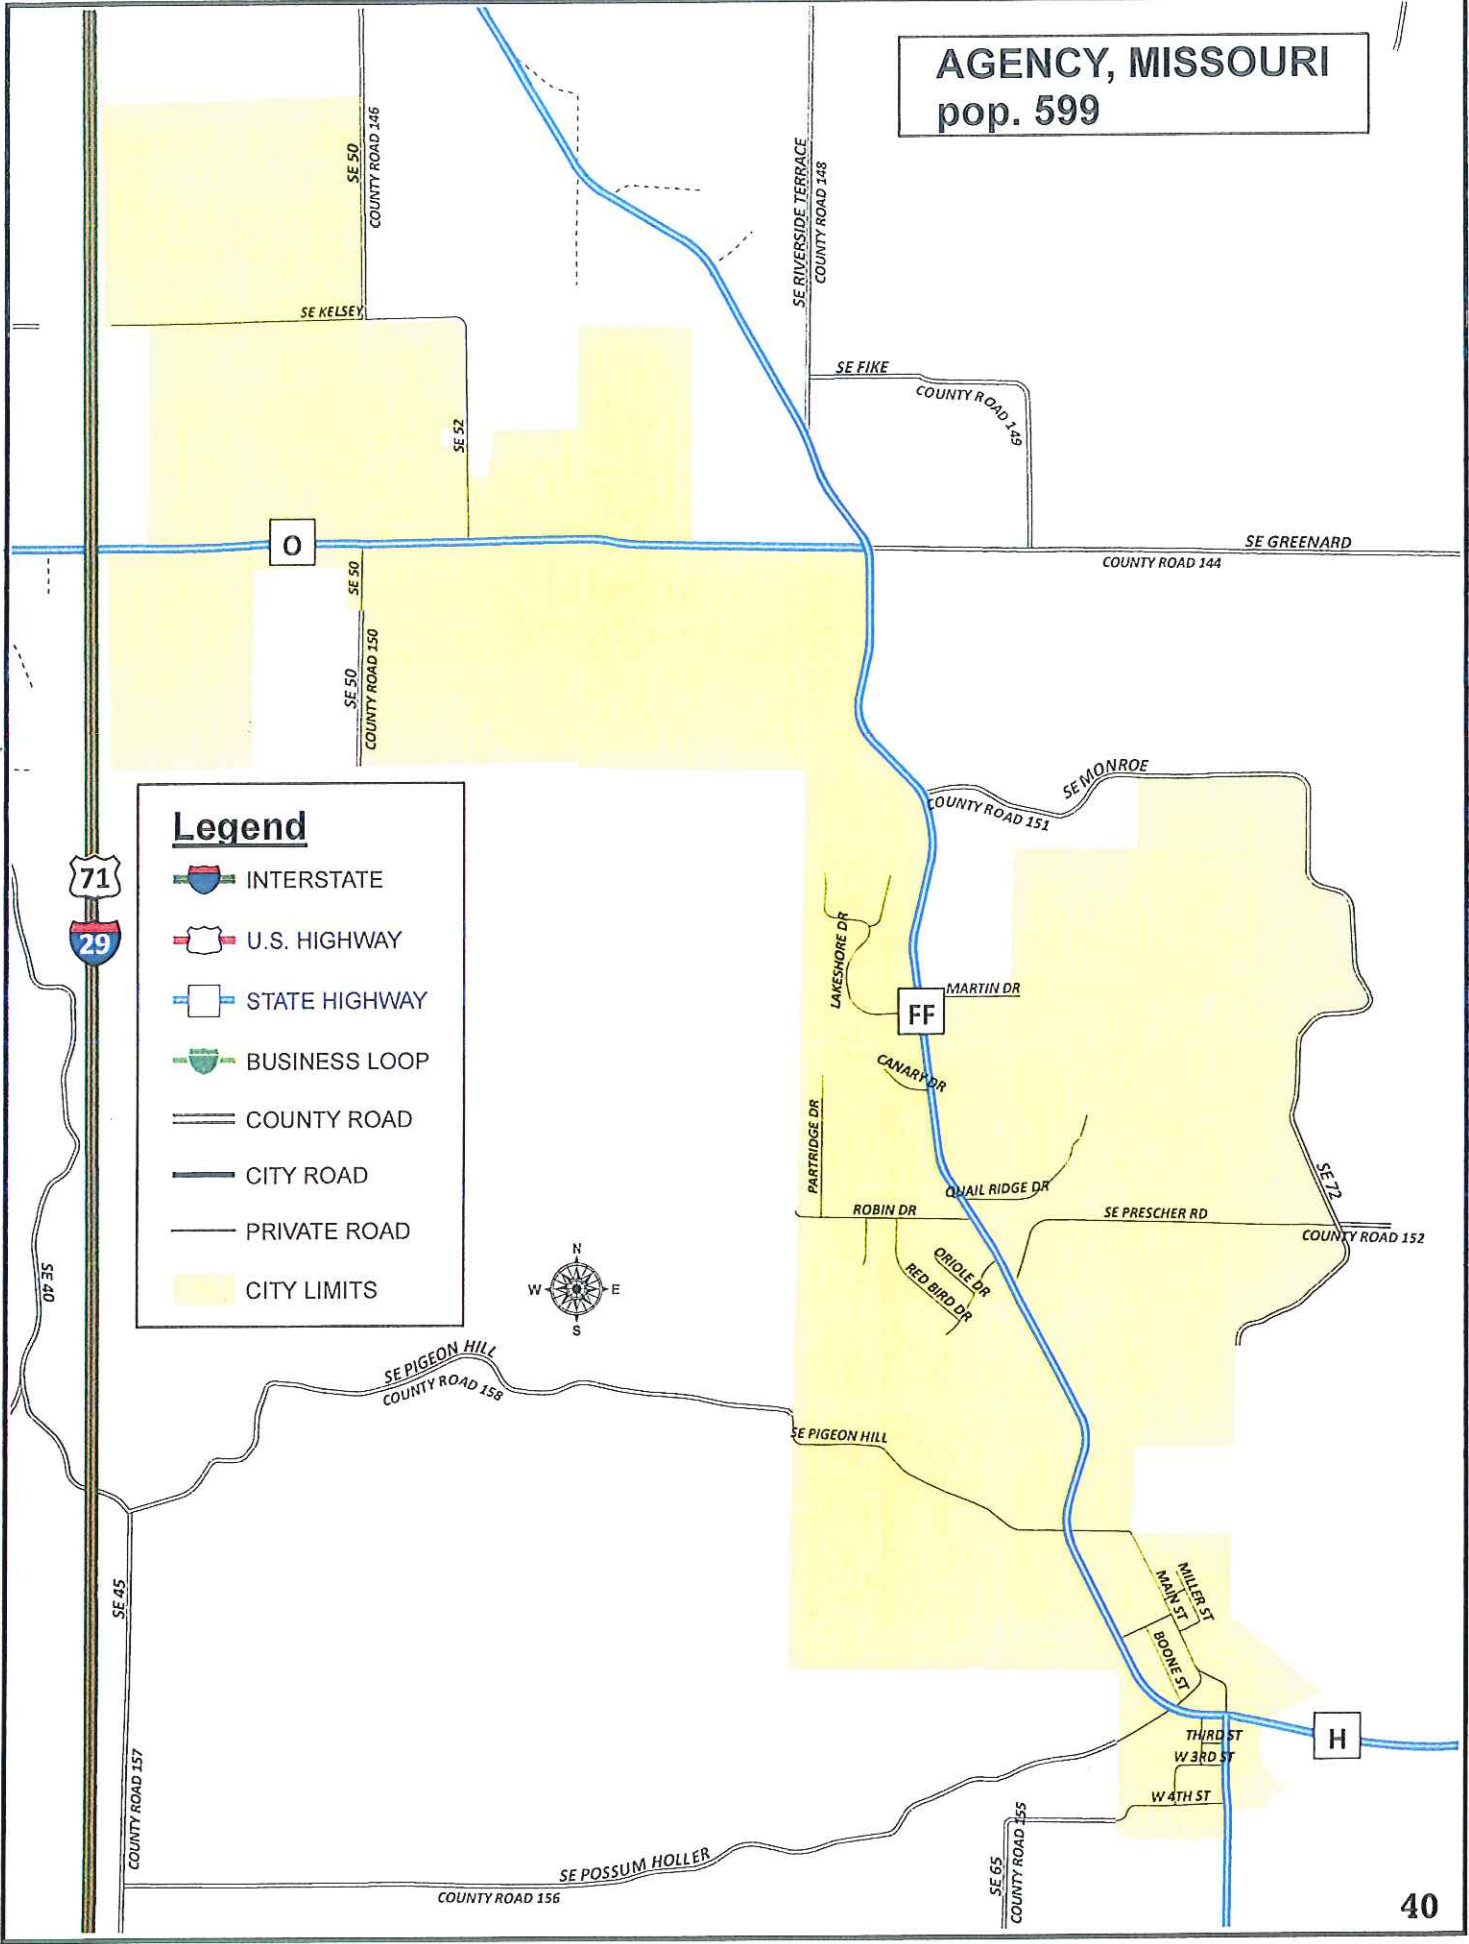 AGENCY, MISSOURI
pop. 599
SE 50
COUNTY ROAD 146
SE RIVERSIDE TERRACE
COUNTY ROAD 148
SE KELSEY
SE FIKE
COUNTY ROAD 149
SE 52
O
SE GREENARD
COUNTY ROAD 144
SE 50
SE 50
COUNTY ROAD 150
SE MONROE
COUNTY ROAD 151
71
29
Legend
INTERSTATE
U.S. HIGHWAY
STATE HIGHWAY
BUSINESS LOOP
COUNTY ROAD
CITY ROAD
PRIVATE ROAD
CITY LIMITS
LAKESHORE DR
MARTIN DR
FF
CANARY DR
PARTRIDGE DR
QUAIL RIDGE DR
ROBIN DR
SE PRESCHER RD
SE 72
COUNTY ROAD 152
ORIOLE DR
RED BIRD DR
N
W
E
S
SE 40
SE PIGEON HILL
COUNTY ROAD 158
SE PIGEON HILL
SE 45
COUNTY ROAD 157
MILLER ST
MAIN ST
BOONE ST
H
THIRD ST
W 3RD ST
W 4TH ST
SE POSSUM HOLLER
COUNTY ROAD 156
SE 65
COUNTY ROAD 155
40